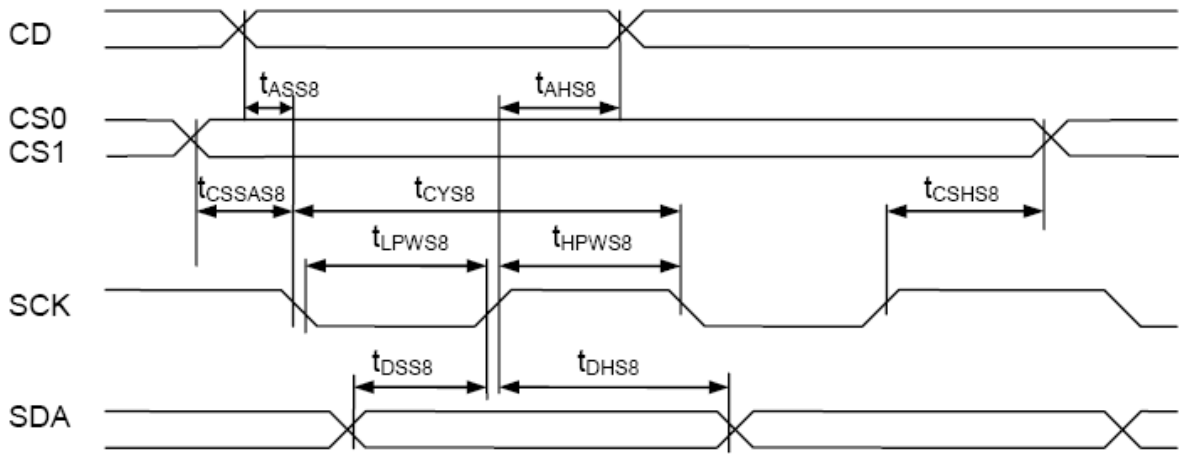 CD
tASS8 tAHS8
CS0
CS1
tCSSAS8 tCYS8 tCSHS8
tLPWS8 tHPWS8
SCK
tDSS8 tDHS8
SDA